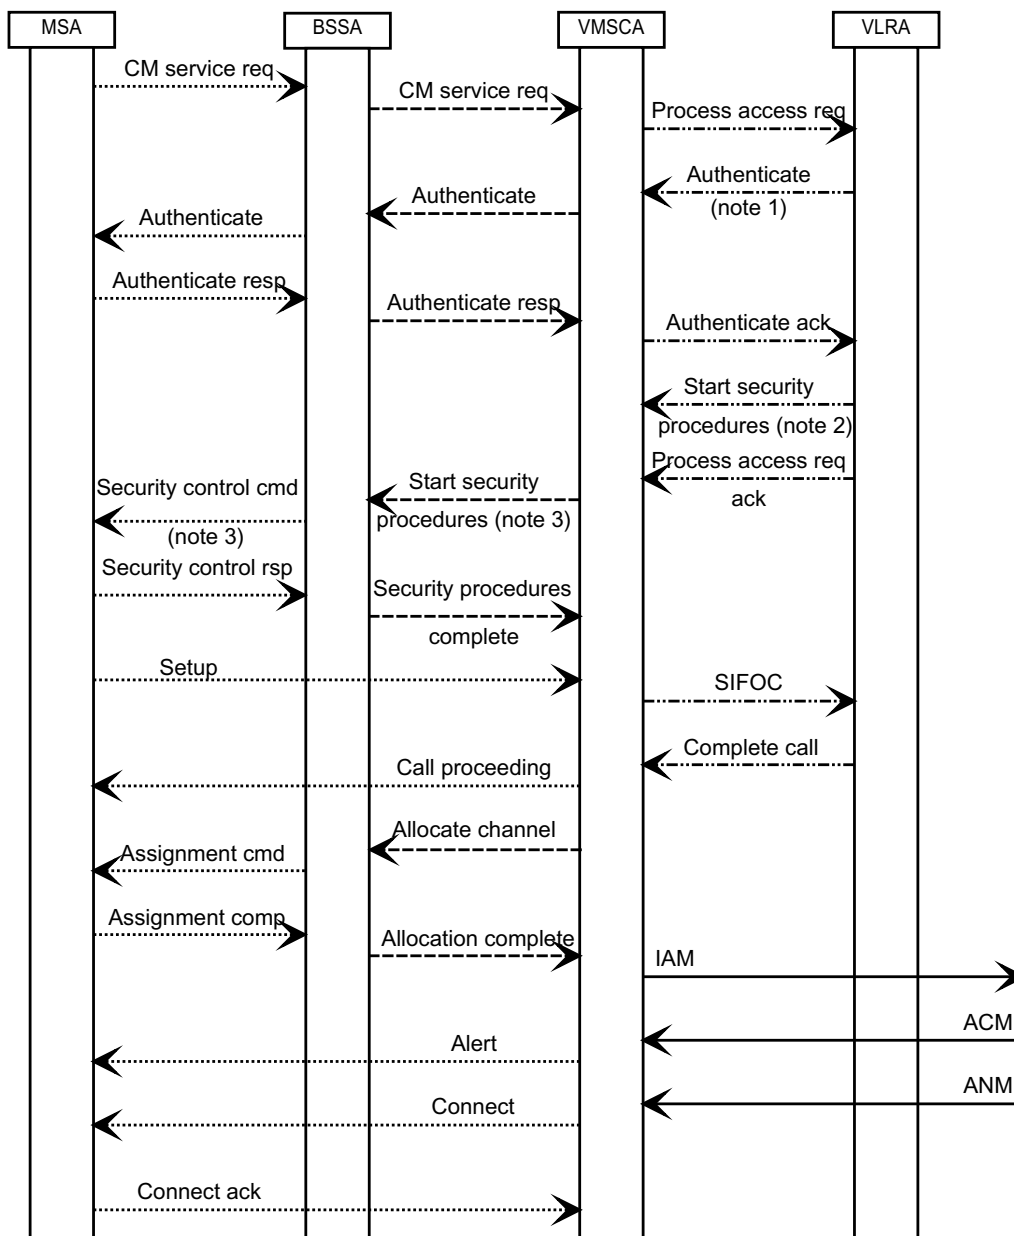 MSA
BSSA
VMSCA
VLRA
CM service req
CM service req
Process access req
Authenticate
(note 1)
Authenticate
Authenticate
Authenticate resp
Authenticate resp
Authenticate ack
Start security
procedures (note 2)
Process access req
ack
Start security
procedures (note 3)
Security control cmd
(note 3)
Security control rsp
Security procedures
complete
Setup
SIFOC
Complete call
Call proceeding
Allocate channel
Assignment cmd
Assignment comp
Allocation complete
IAM
ACM
Alert
ANM
Connect
Connect ack